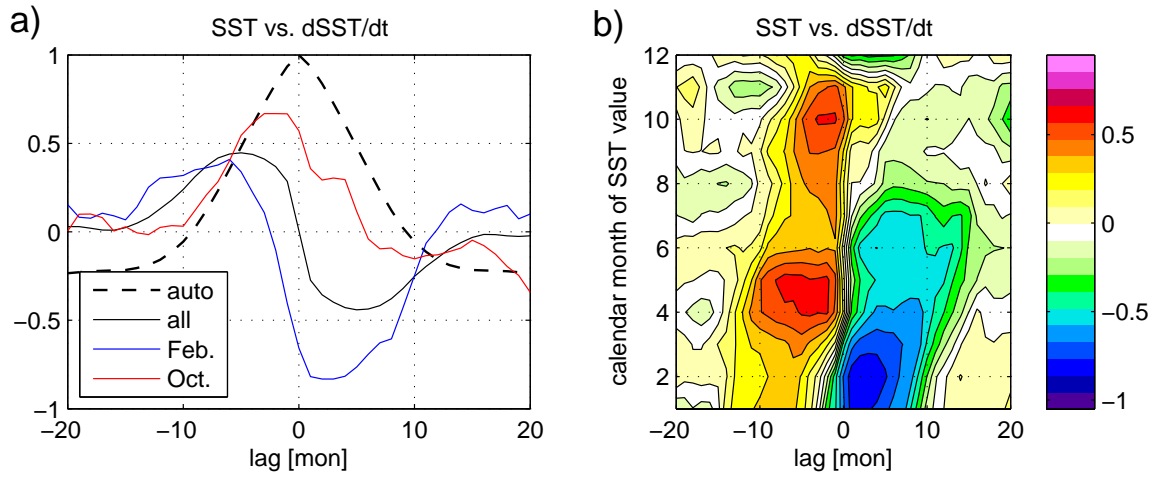 a)
SST vs. dSST/dt
1
0.5
0
−0.5
−1
−20
−10
0
10
20
lag [mon]
auto
all
Feb.
Oct.
b)
SST vs. dSST/dt
calendar month of SST value
12
10
8
6
4
2
−20
−10
0
10
20
lag [mon]
0.5
0
−0.5
−1